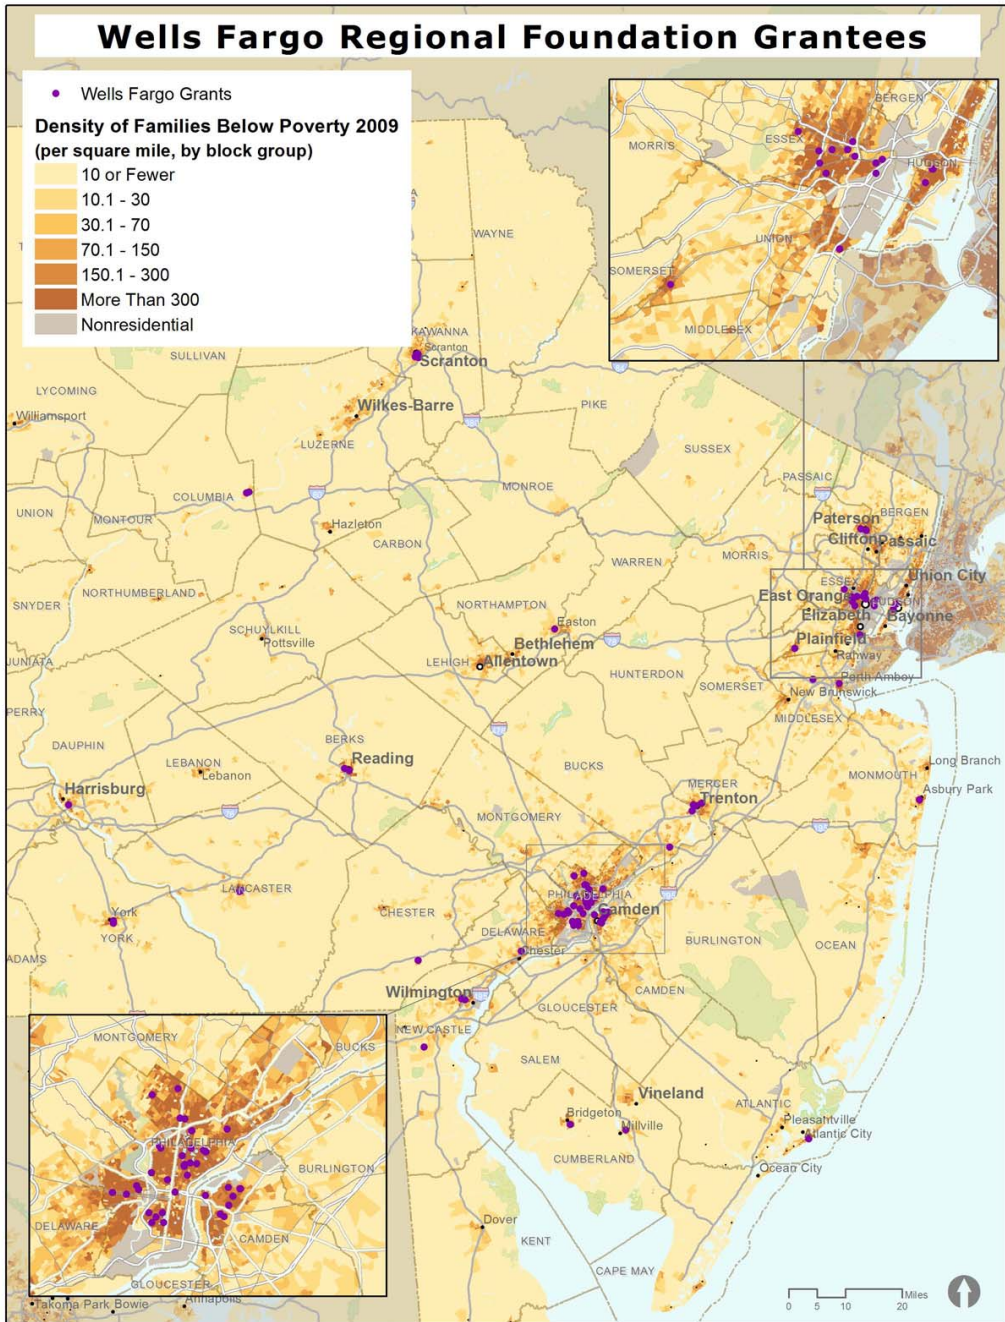 Wells Fargo Regional Foundation Grantees
Wells Fargo Grants
Density of Families Below Poverty 2009
(per square mile, by block group)
10 or Fewer
10.1 - 30
30.1 - 70
70.1 - 150
150.1 - 300
More Than 300
Nonresidential
BERGEN
ESSEX
MORRIS
HUDSON
UNION
SOMERSET
MIDDLESEX
WAYNE
KAWANNA
Scranton
Scranton
SULLIVAN
LYCOMING
Williamsport
Wilkes-Barre
LUZERNE
PIKE
SUSSEX
PASSAIC
COLUMBIA
MONROE
BERGEN
UNION
MONTOUR
Hazleton
Paterson
Clifton
Passaic
CARBON
WARREN
MORRIS
Union City
ESSEX
SNYDER
NORTHUMBERLAND
NORTHAMPTON
East Orange
HUDSON
Easton
Elizabeth
Bayonne
SCHUYLKILL
Pottsville
Bethlehem
Plainfield
Rahway
JUNIATA
LEHIGH
Allentown
HUNTERDON
SOMERSET
Perth Amboy
New Brunswick
PERRY
MIDDLESEX
DAUPHIN
BERKS
LEBANON
Lebanon
Reading
BUCKS
Long Branch
MONMOUTH
Harrisburg
MERCER
Trenton
Asbury Park
MONTGOMERY
LANCASTER
PHILADELPHIA
York
CHESTER
Camden
YORK
DELAWARE
BURLINGTON
OCEAN
ADAMS
Chester
Wilmington
CAMDEN
GLOUCESTER
NEW CASTLE
MONTGOMERY
BUCKS
SALEM
Vineland
ATLANTIC
Bridgeton
Pleasantville
Millville
Atlantic City
PHILADELPHIA
CUMBERLAND
BURLINGTON
Ocean City
DELAWARE
Dover
CAMDEN
KENT
CAPE MAY
GLOUCESTER
Takoma Park
Bowie
Annapolis
Miles
0 5 10 20